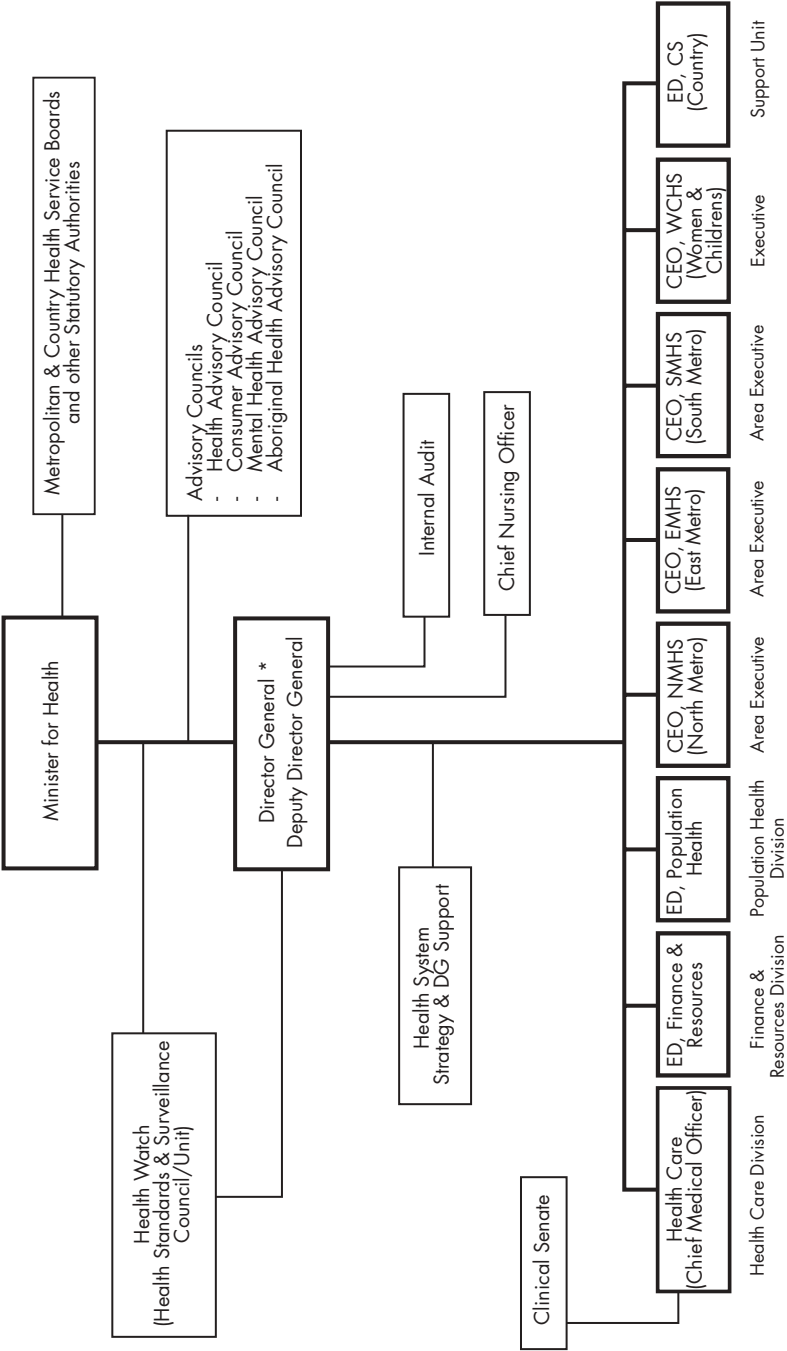 Minister for Health
Metropolitan & Country Health Service Boards
and other Statutory Authorities
Health Watch
(Health Standards & Surveillance
Council/Unit)
Advisory Councils
- Health Advisory Council
- Consumer Advisory Council
- Mental Health Advisory Council
- Aboriginal Health Advisory Council
Director General *
Deputy Director General
Health System
Strategy & DG Support
Internal Audit
Chief Nursing Officer
Clinical Senate
Health Care
(Chief Medical Officer)
Health Care Division
ED, Finance &
Resources
Finance &
Resources Division
ED, Population
Health
Population Health
Division
CEO, NMHS
(North Metro)
Area Executive
CEO, EMHS
(East Metro)
Area Executive
CEO, SMHS
(South Metro)
Area Executive
CEO, WCHS
(Women &
Childrens)
Executive
ED, CS
(Country)
Support Unit